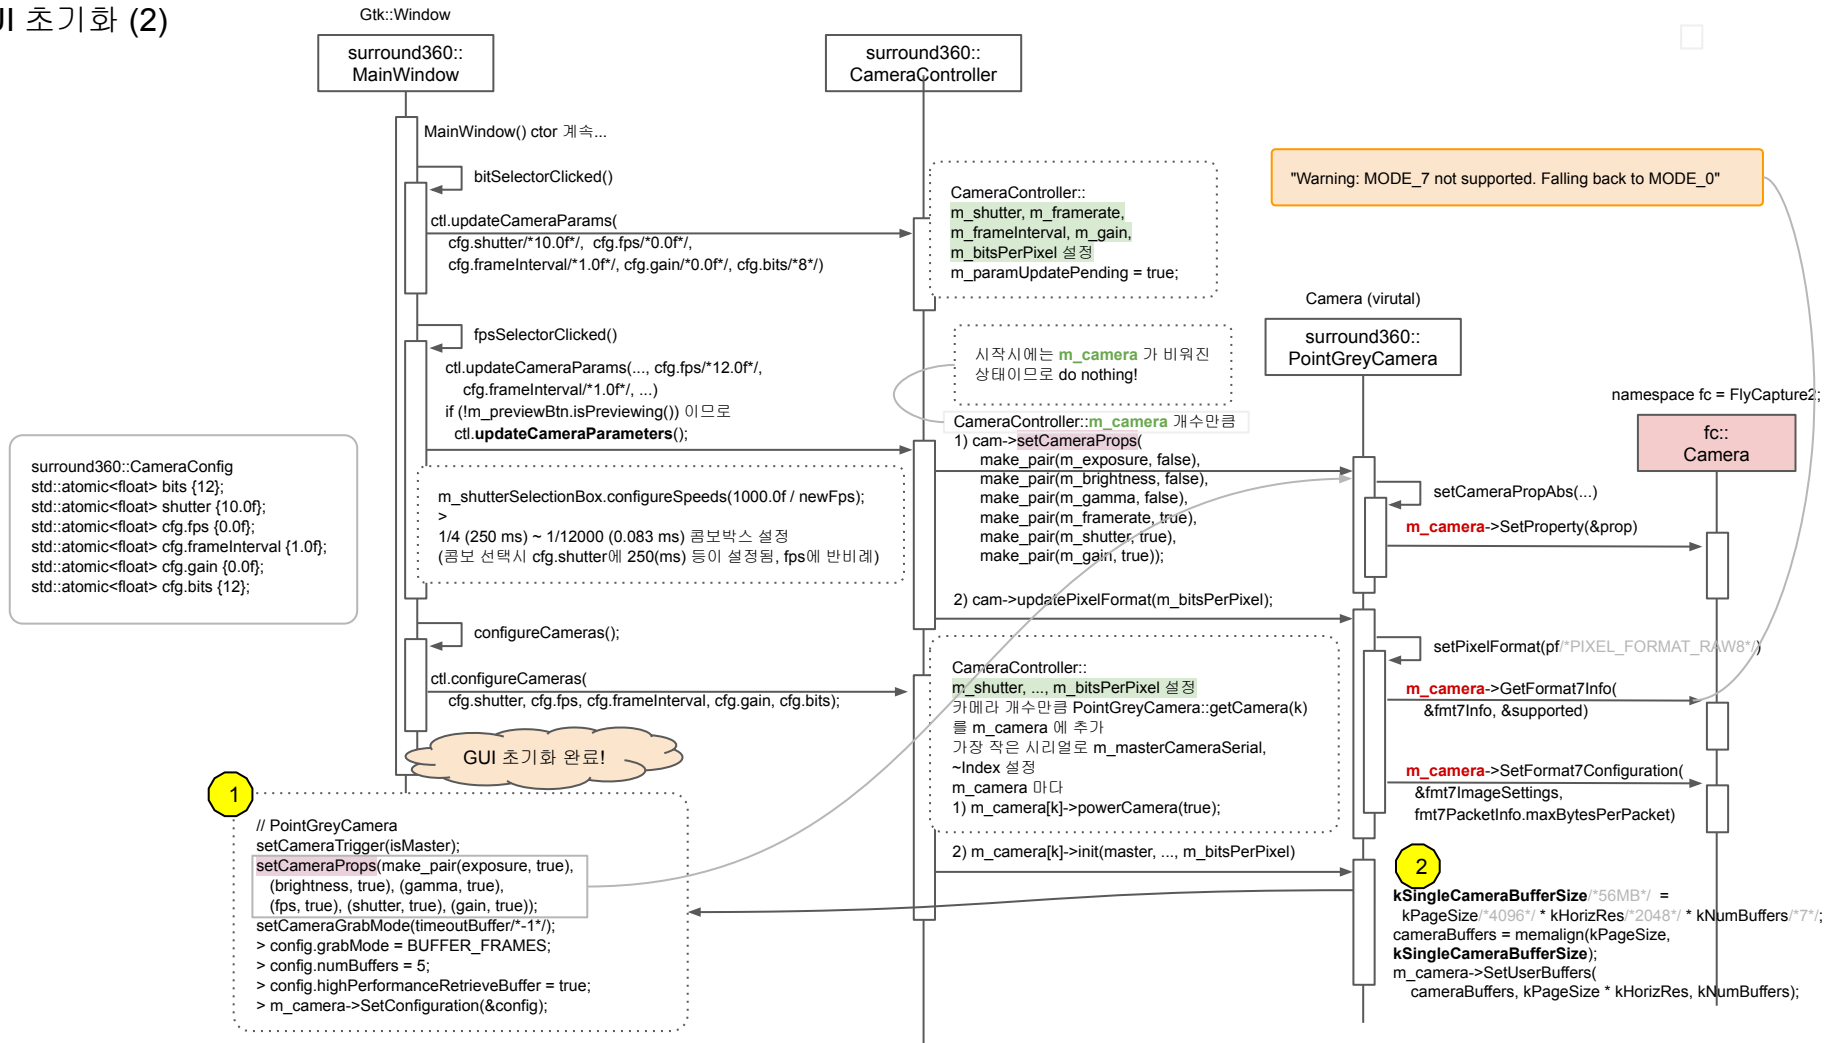 UI 초기화 (2)
Gtk::Window
surround360::
MainWindow
surround360::
CameraController
MainWindow() ctor 계속...
bitSelectorClicked()
ctl.updateCameraParams(
cfg.shutter/*10.0f*/,  cfg.fps/*0.0f*/,
cfg.frameInterval/*1.0f*/, cfg.gain/*0.0f*/, cfg.bits/*8*/)
CameraController::
m_shutter, m_framerate,
m_frameInterval, m_gain,
m_bitsPerPixel 설정
m_paramUpdatePending = true;
"Warning: MODE_7 not supported. Falling back to MODE_0"
Camera (virutal)
surround360::
PointGreyCamera
namespace fc = FlyCapture2;
fc::
Camera
fpsSelectorClicked()
ctl.updateCameraParams(..., cfg.fps/*12.0f*/,
cfg.frameInterval/*1.0f*/, ...)
if (!m_previewBtn.isPreviewing()) 이므로
ctl.updateCameraParameters();
시작시에는 m_camera 가 비워진
상태이므로 do nothing!
CameraController::m_camera 개수만큼
1) cam->setCameraProps(
make_pair(m_exposure, false),
make_pair(m_brightness, false),
make_pair(m_gamma, false),
make_pair(m_framerate, true),
make_pair(m_shutter, true),
make_pair(m_gain, true));
2) cam->updatePixelFormat(m_bitsPerPixel);
setCameraPropAbs(...)
m_camera->SetProperty(&prop)
surround360::CameraConfig
std::atomic<float> bits {12};
std::atomic<float> shutter {10.0f};
std::atomic<float> cfg.fps {0.0f};
std::atomic<float> cfg.frameInterval {1.0f};
std::atomic<float> cfg.gain {0.0f};
std::atomic<float> cfg.bits {12};
m_shutterSelectionBox.configureSpeeds(1000.0f / newFps);
>
1/4 (250 ms) ~ 1/12000 (0.083 ms) 콤보박스 설정
(콤보 선택시 cfg.shutter에 250(ms) 등이 설정됨, fps에 반비례)
configureCameras();
ctl.configureCameras(
cfg.shutter, cfg.fps, cfg.frameInterval, cfg.gain, cfg.bits);
GUI 초기화 완료!
CameraController::
m_shutter, ..., m_bitsPerPixel 설정
카메라 개수만큼 PointGreyCamera::getCamera(k)
를 m_camera 에 추가
가장 작은 시리얼로 m_masterCameraSerial,
~Index 설정
m_camera 마다
1) m_camera[k]->powerCamera(true);
2) m_camera[k]->init(master, ..., m_bitsPerPixel)
setPixelFormat(pf/*PIXEL_FORMAT_RAW8*/)
m_camera->GetFormat7Info(
&fmt7Info, &supported)
m_camera->SetFormat7Configuration(
&fmt7ImageSettings,
fmt7PacketInfo.maxBytesPerPacket)
1
// PointGreyCamera
setCameraTrigger(isMaster);
setCameraProps(make_pair(exposure, true),
(brightness, true), (gamma, true),
(fps, true), (shutter, true), (gain, true));
setCameraGrabMode(timeoutBuffer/*-1*/);
> config.grabMode = BUFFER_FRAMES;
> config.numBuffers = 5;
> config.highPerformanceRetrieveBuffer = true;
> m_camera->SetConfiguration(&config);
2
kSingleCameraBufferSize/*56MB*/  =
kPageSize/*4096*/ * kHorizRes/*2048*/ * kNumBuffers/*7*/;
cameraBuffers = memalign(kPageSize,
kSingleCameraBufferSize);
m_camera->SetUserBuffers(
cameraBuffers, kPageSize * kHorizRes, kNumBuffers);